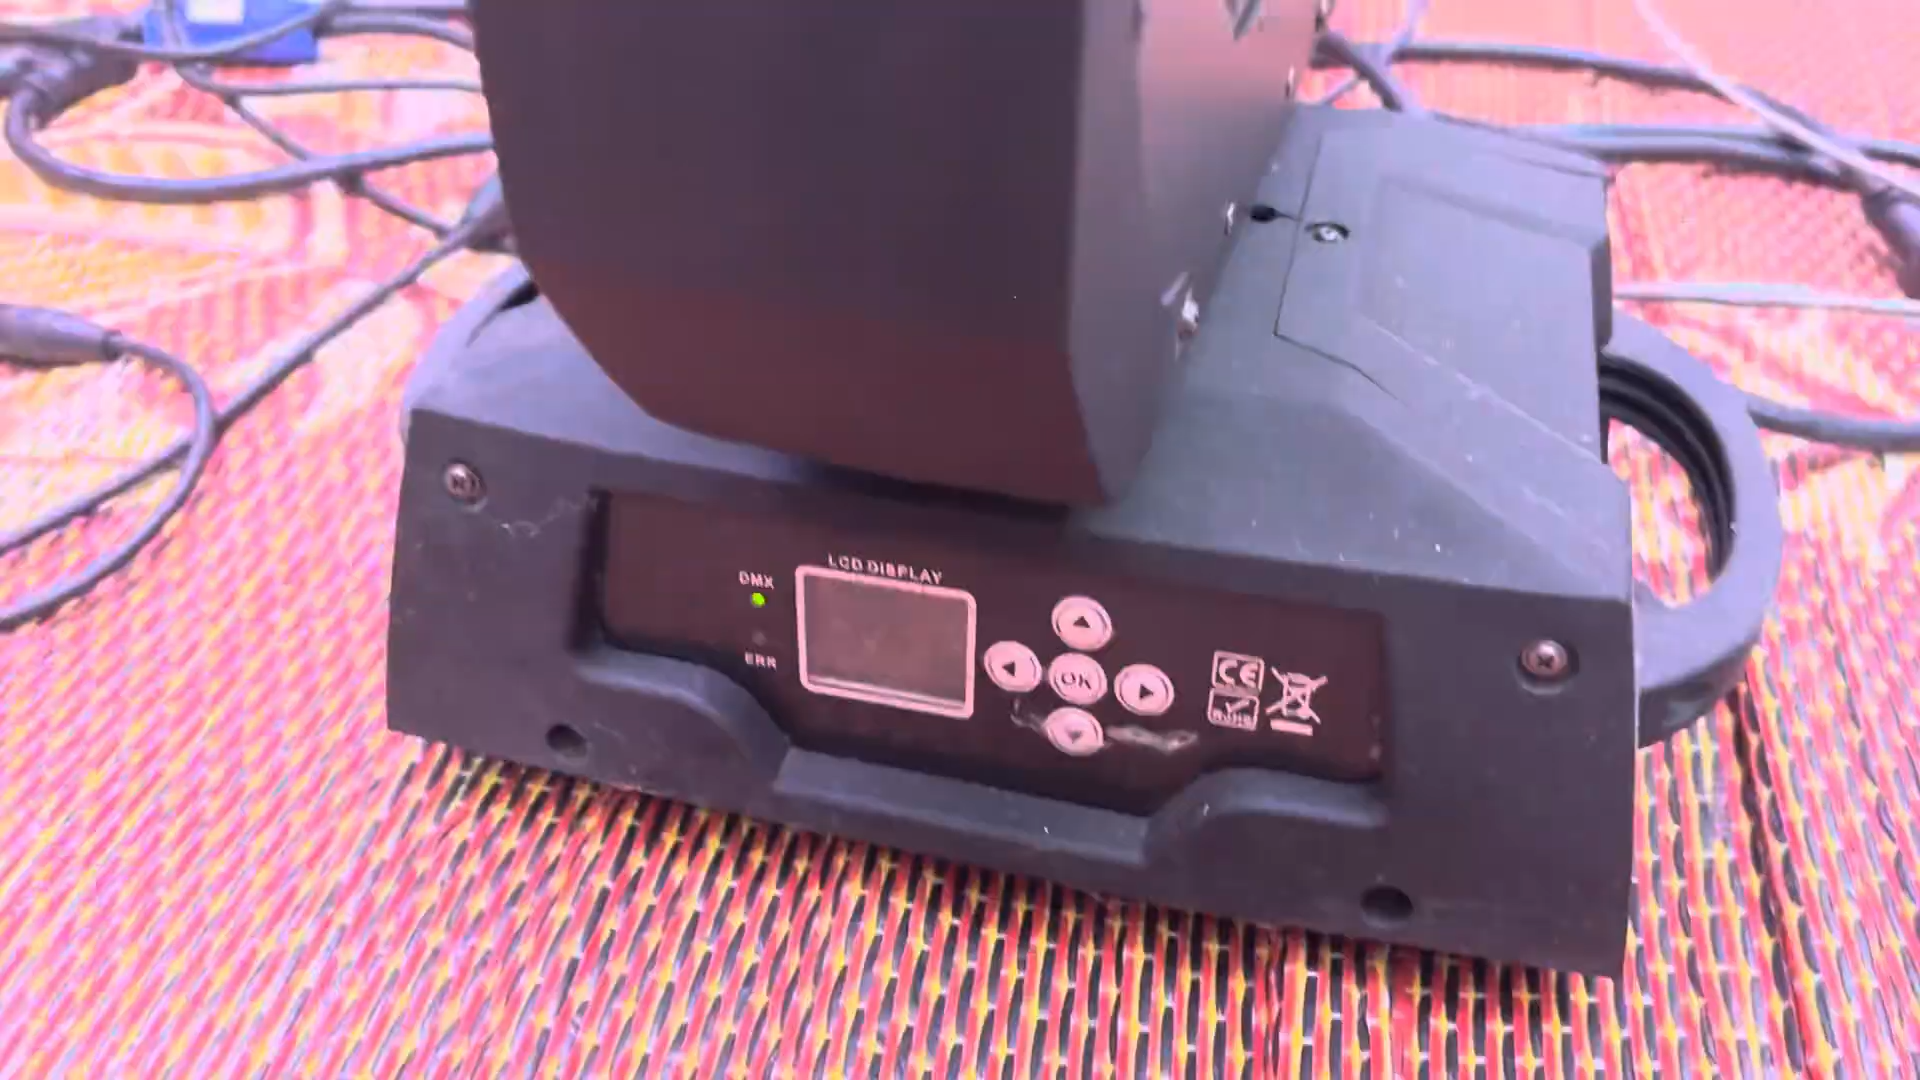 LCD DISPLAY
DMX
ERR
OK
CE
RoHS